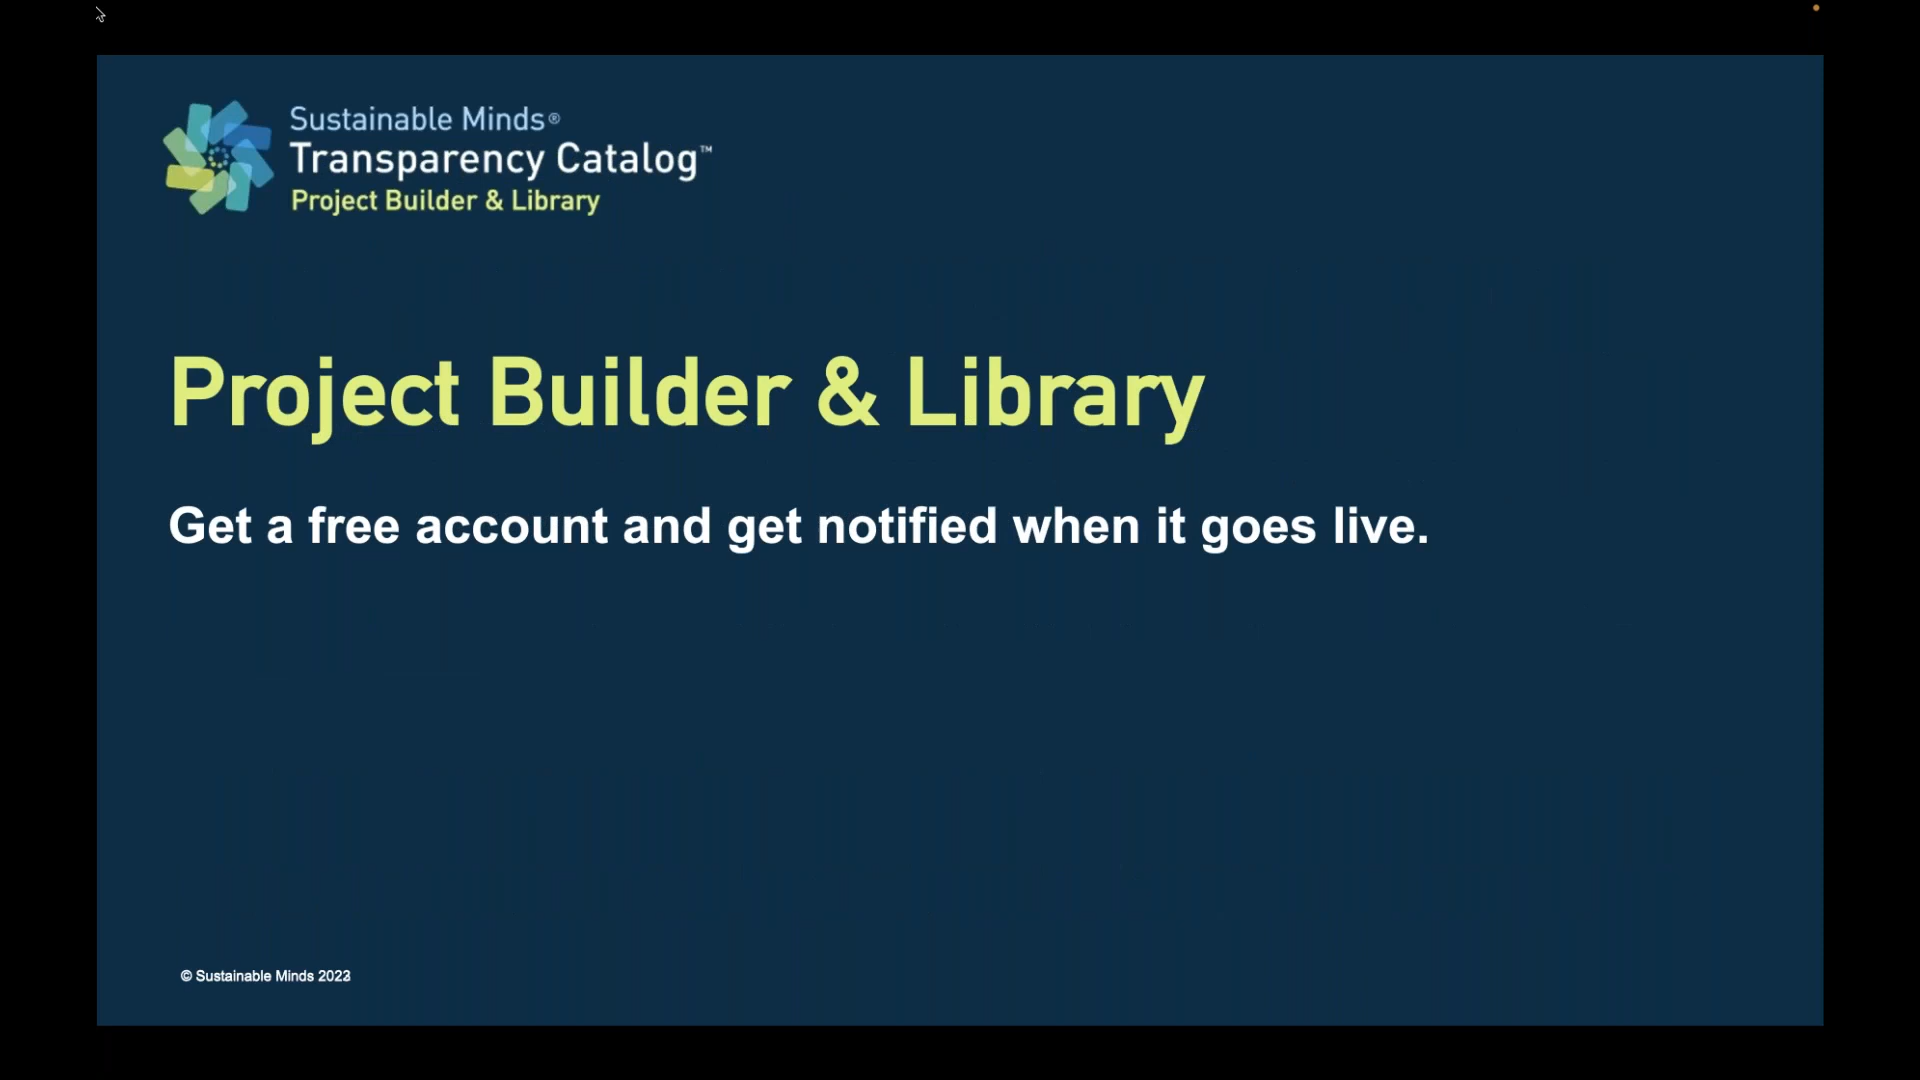 Sustainable Minds®
Transparency Catalog™
Project Builder & Library
Project Builder & Library
Get a free account and get notified when it goes live.
© Sustainable Minds 2023